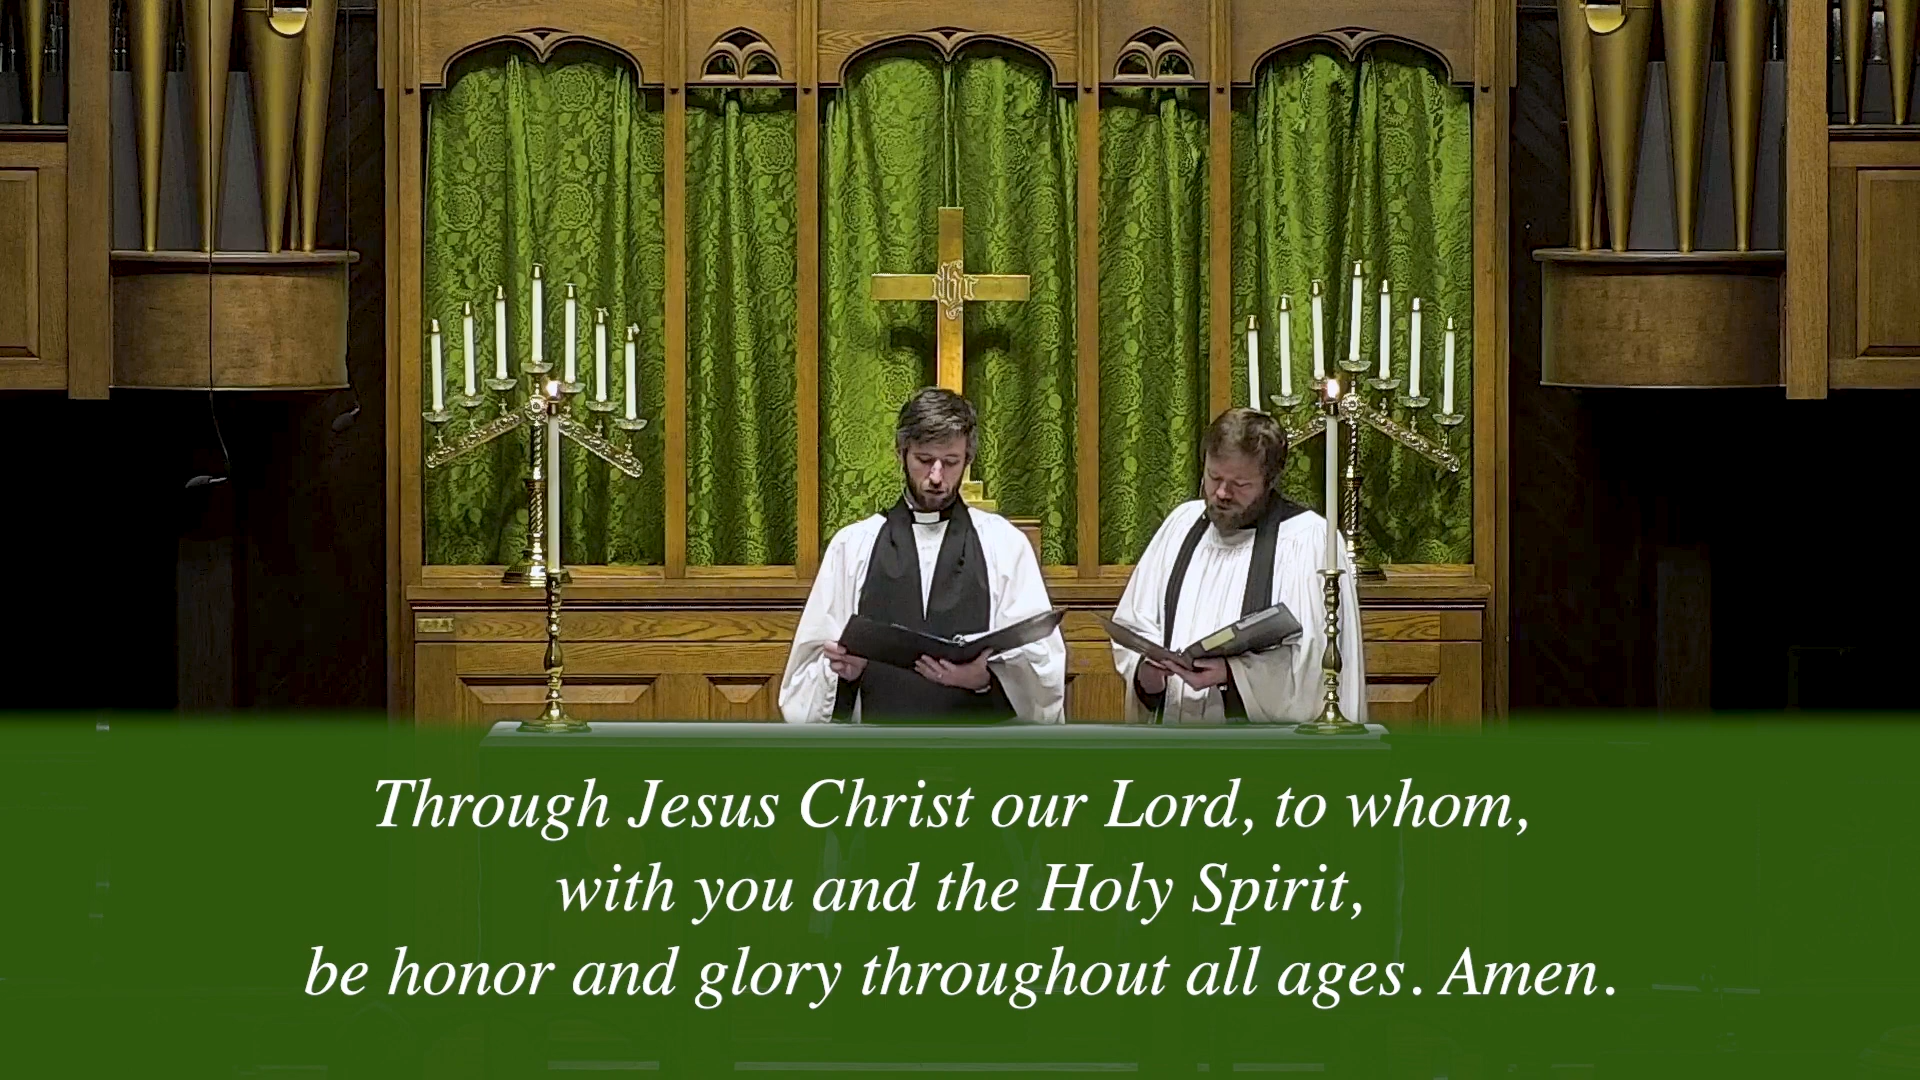 Through Jesus Christ our Lord, to whom,
with you and the Holy Spirit,
be honor and glory throughout all ages. Amen.